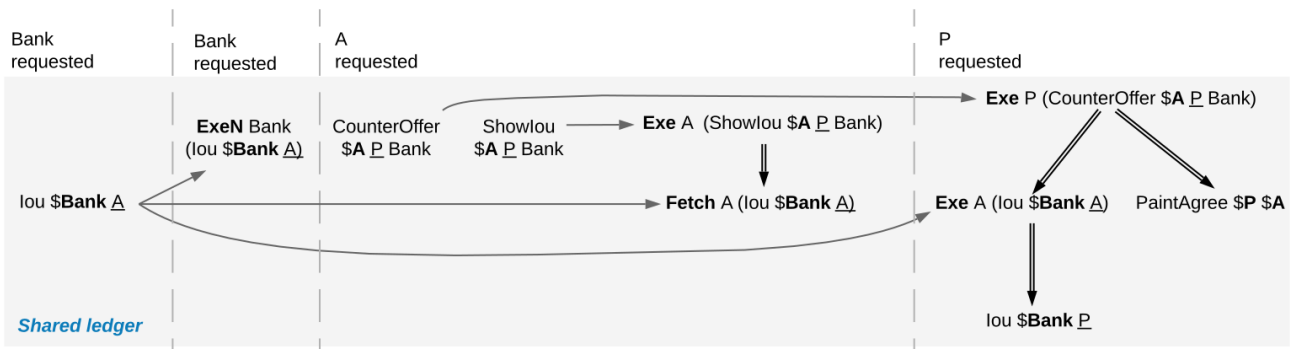 Bank
requested
Bank
requested
A
requested
P
requested
Exe P (CounterOffer $A P Bank)
ExeN Bank
(Iou $Bank A)
CounterOffer
$A P Bank
ShowIou
$A P Bank
Exe A (ShowIou $A P Bank)
Iou $Bank A
Fetch A (Iou $Bank A)
Exe A (Iou $Bank A)
PaintAgree $P $A
Iou $Bank P
Shared ledger